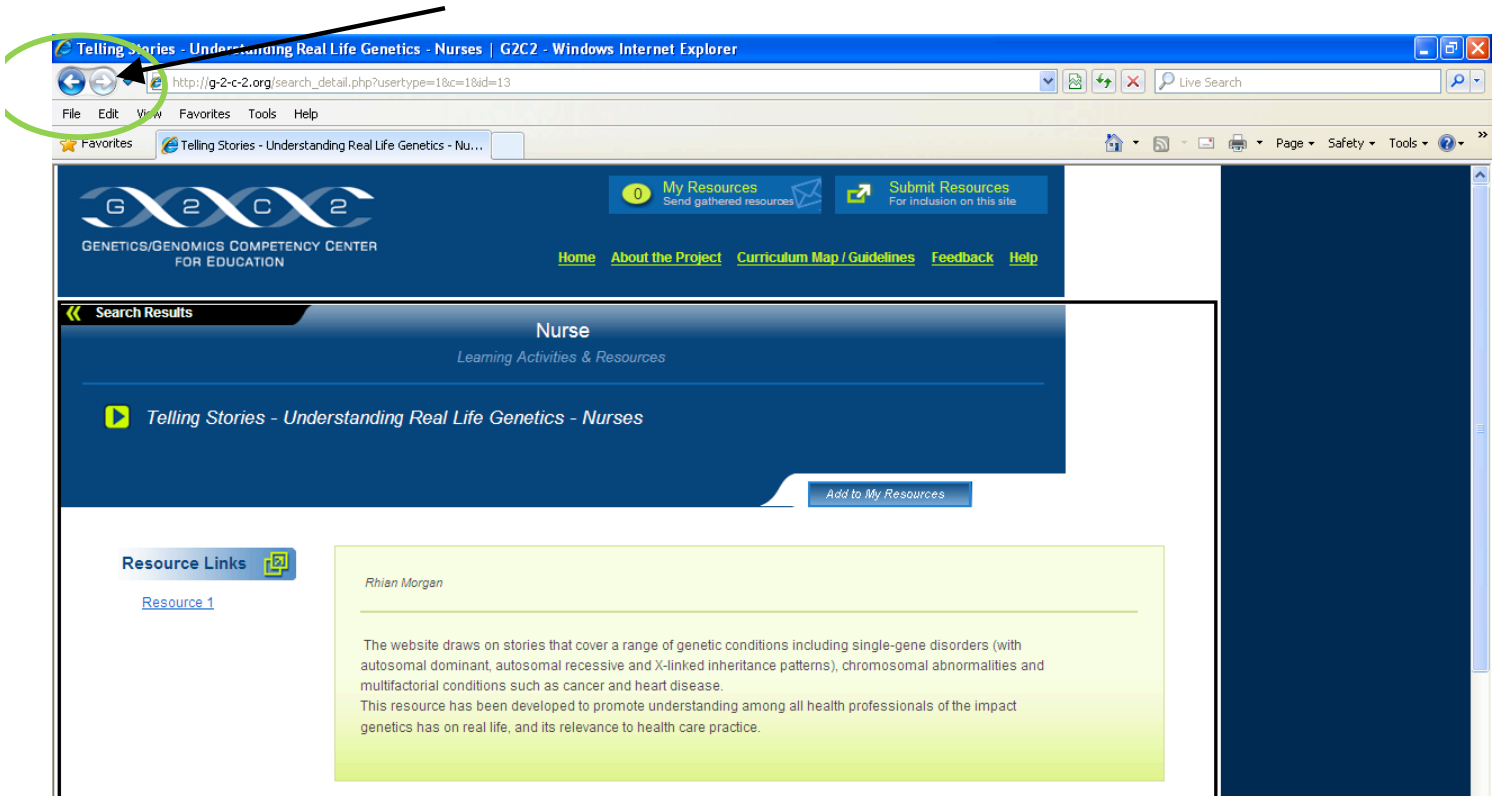 Telling Stories - Understanding Real Life Genetics - Nurses | G2C2 - Windows Internet Explorer
http://g-2-c-2.org/search_detail.php?usertype=1&c=1&id=13
Live Search
File Edit View Favorites Tools Help
Favorites
Telling Stories - Understanding Real Life Genetics - Nu...
Page Safety Tools
G 2 C 2
GENETICS/GENOMICS COMPETENCY CENTER
FOR EDUCATION
0 My Resources
Send gathered resources
Submit Resources
For inclusion on this site
Home About the Project Curriculum Map / Guidelines Feedback Help
Search Results
Nurse
Learning Activities & Resources
Telling Stories - Understanding Real Life Genetics - Nurses
Add to My Resources
Resource Links
Resource 1
Rhian Morgan
The website draws on stories that cover a range of genetic conditions including single-gene disorders (with
autosomal dominant, autosomal recessive and X-linked inheritance patterns), chromosomal abnormalities and
multifactorial conditions such as cancer and heart disease.
This resource has been developed to promote understanding among all health professionals of the impact
genetics has on real life, and its relevance to health care practice.